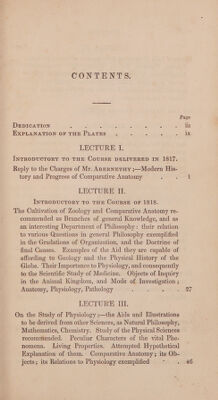 CONTENTS.
Page
DEDICATION . . . . . . . iii
EXPLANATION OF THE PLATES . . . . . ix
LECTURE I.
INTRODUCTORY TO THE COURSE DELIVERED IN 1817.
Reply to the Charges of Mr. ABERNETHY;—Modern His-
tory and Progress of Comparative Anatomy . . 1
LECTURE II.
INTRODUCTORY TO THE COURSE OF 1818.
The Cultivation of Zoology and Comparative Anatomy re-
commended as Branches of general Knowledge, and as
an interesting Department of Philosophy: their relation
to various Questions in general Philosophy exemplified
in the Gradations of Organization, and the Doctrine of
final Causes. Examples of the Aid they are capable of
affording to Geology and the Physical History of the
Globe. Their Importance to Physiology, and consequently
to the Scientific Study of Medicine. Objects of Inquiry
in the Animal Kingdom, and Mode of Investigation;
Anatomy, Physiology, Pathology . . . 27
LECTURE III.
On the Study of Physiology;—the Aids and Illustrations
to be derived from other Sciences, as Natural Philosophy,
Mathematics, Chemistry. Study of the Physical Sciences
recommended. Peculiar Characters of the vital Phe-
nomena. Living Properties. Attempted Hypothetical
Explanation of them. Comparative Anatomy; its Ob-
jects; its Relations to Physiology exemplified . . 46